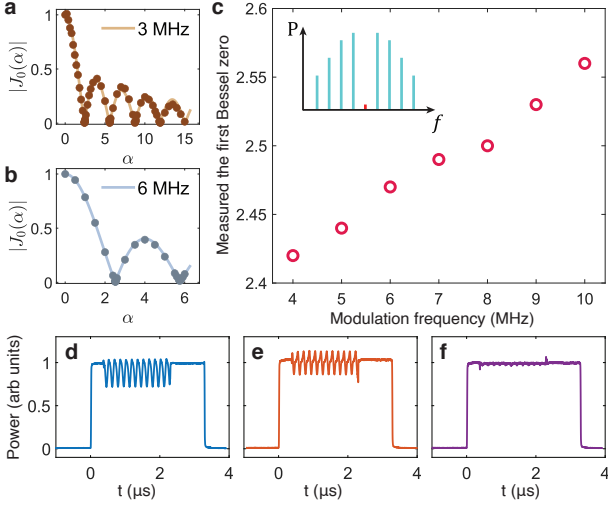 a
1
0.5
0
|J₀(α)|
3 MHz
0 5 10 15
α
b
1
0.5
0
|J₀(α)|
6 MHz
0 2 4 6
α
c
2.6
2.55
2.5
2.45
2.4
Measured the first Bessel zero
P
f
4 5 6 7 8 9 10
Modulation frequency (MHz)
d
1
0.5
0
Power (arb units)
0 2 4
t (μs)
e
0 2 4
t (μs)
f
0 2 4
t (μs)